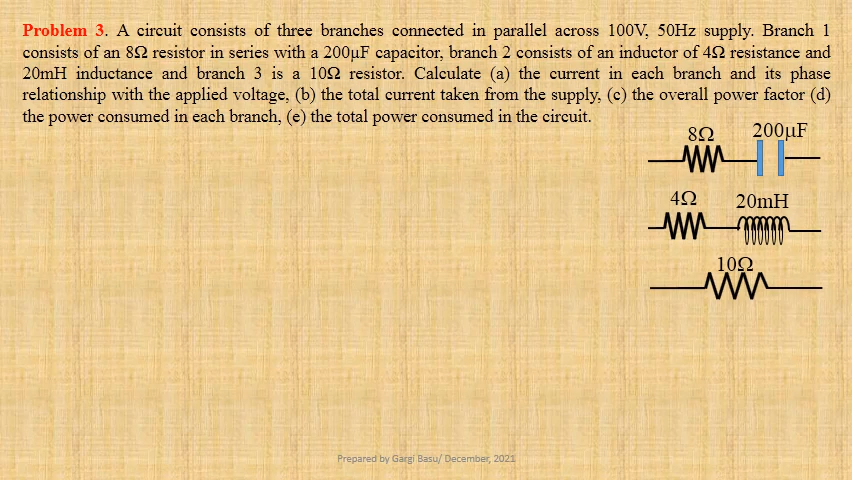 Problem 3. A circuit consists of three branches connected in parallel across 100V, 50Hz supply. Branch 1
consists of an 8Ω resistor in series with a 200μF capacitor, branch 2 consists of an inductor of 4Ω resistance and
20mH inductance and branch 3 is a 10Ω resistor. Calculate (a) the current in each branch and its phase
relationship with the applied voltage, (b) the total current taken from the supply, (c) the overall power factor (d)
the power consumed in each branch, (e) the total power consumed in the circuit.
8Ω 200μF
4Ω 20mH
10Ω
Prepared by Gargi Basu/ December, 2021